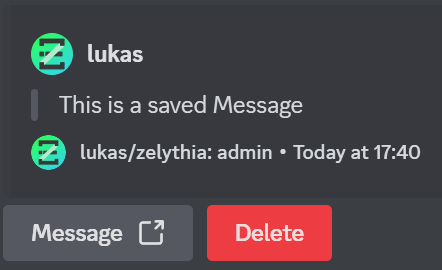 lukas
This is a saved Message
lukas/zelythia: admin • Today at 17:40
Message
Delete